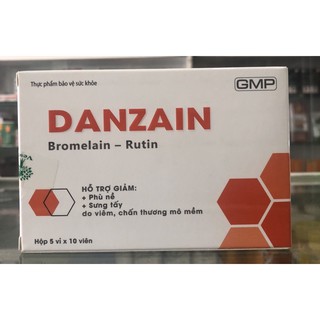 Thực phẩm bảo vệ sức khỏe
GMP
DANZAIN
Bromelain – Rutin
HỖ TRỢ GIẢM:
+ Phù nề
+ Sưng tấy
do viêm, chấn thương mô mềm
Hộp 5 vỉ x 10 viên